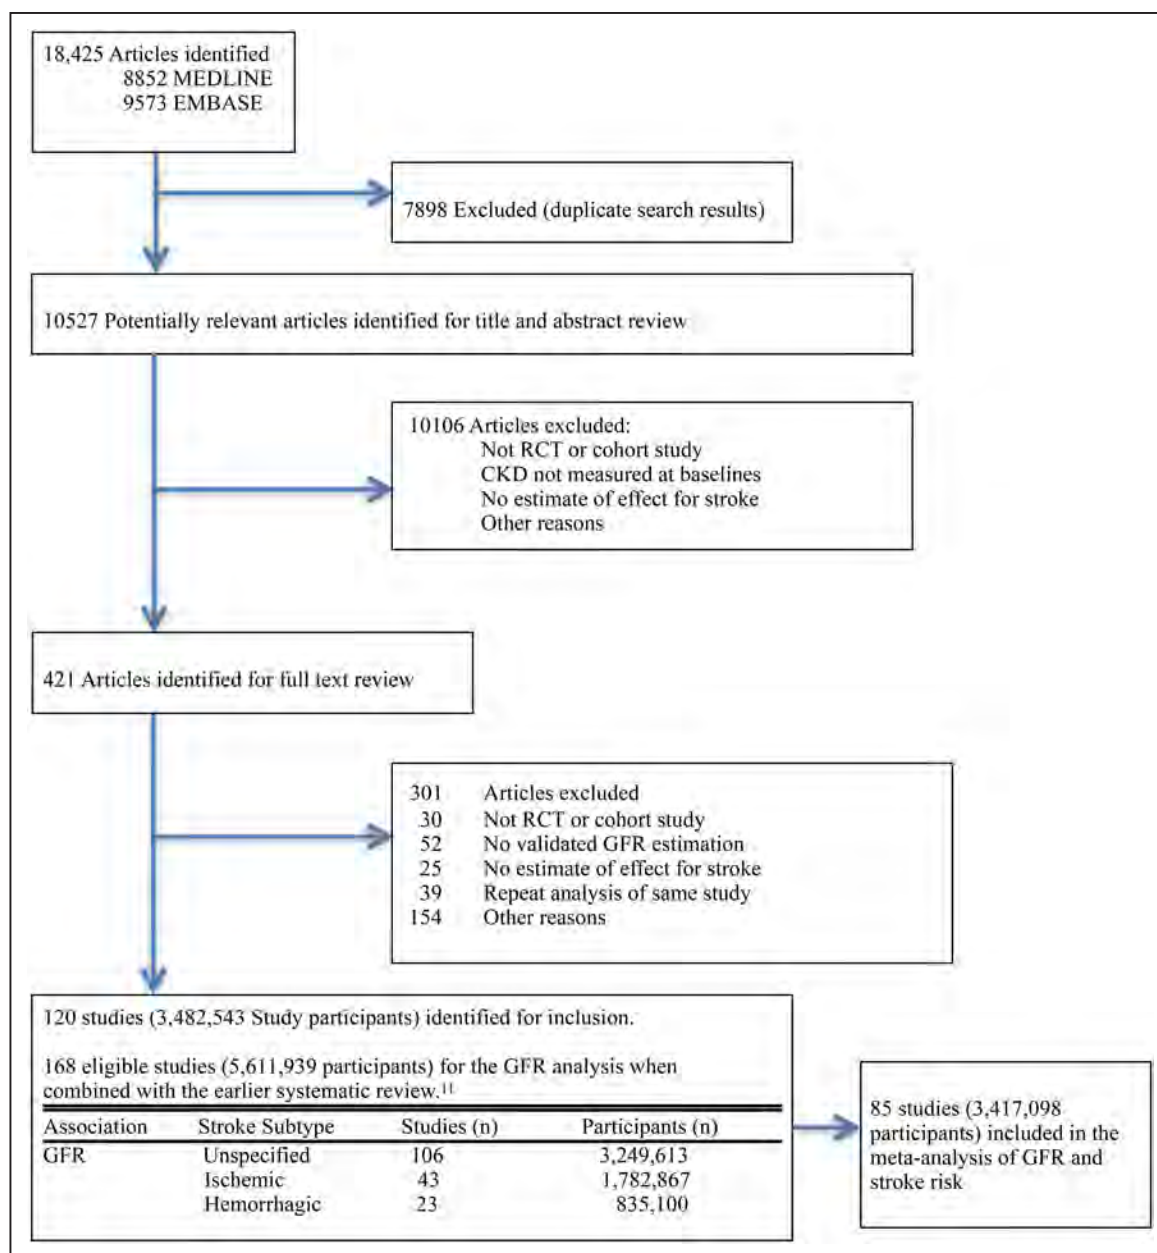 18,425 Articles identified
8852 MEDLINE
9573 EMBASE
7898 Excluded (duplicate search results)
10527 Potentially relevant articles identified for title and abstract review
10106 Articles excluded:
Not RCT or cohort study
CKD not measured at baselines
No estimate of effect for stroke
Other reasons
421 Articles identified for full text review
301 Articles excluded
30 Not RCT or cohort study
52 No validated GFR estimation
25 No estimate of effect for stroke
39 Repeat analysis of same study
154 Other reasons
120 studies (3,482,543 Study participants) identified for inclusion.
168 eligible studies (5,611,939 participants) for the GFR analysis when
combined with the earlier systematic review.11
Association Stroke Subtype Studies (n) Participants (n)
GFR Unspecified 106 3,249,613
Ischemic 43 1,782,867
Hemorrhagic 23 835,100
85 studies (3,417,098
participants) included in the
meta-analysis of GFR and
stroke risk